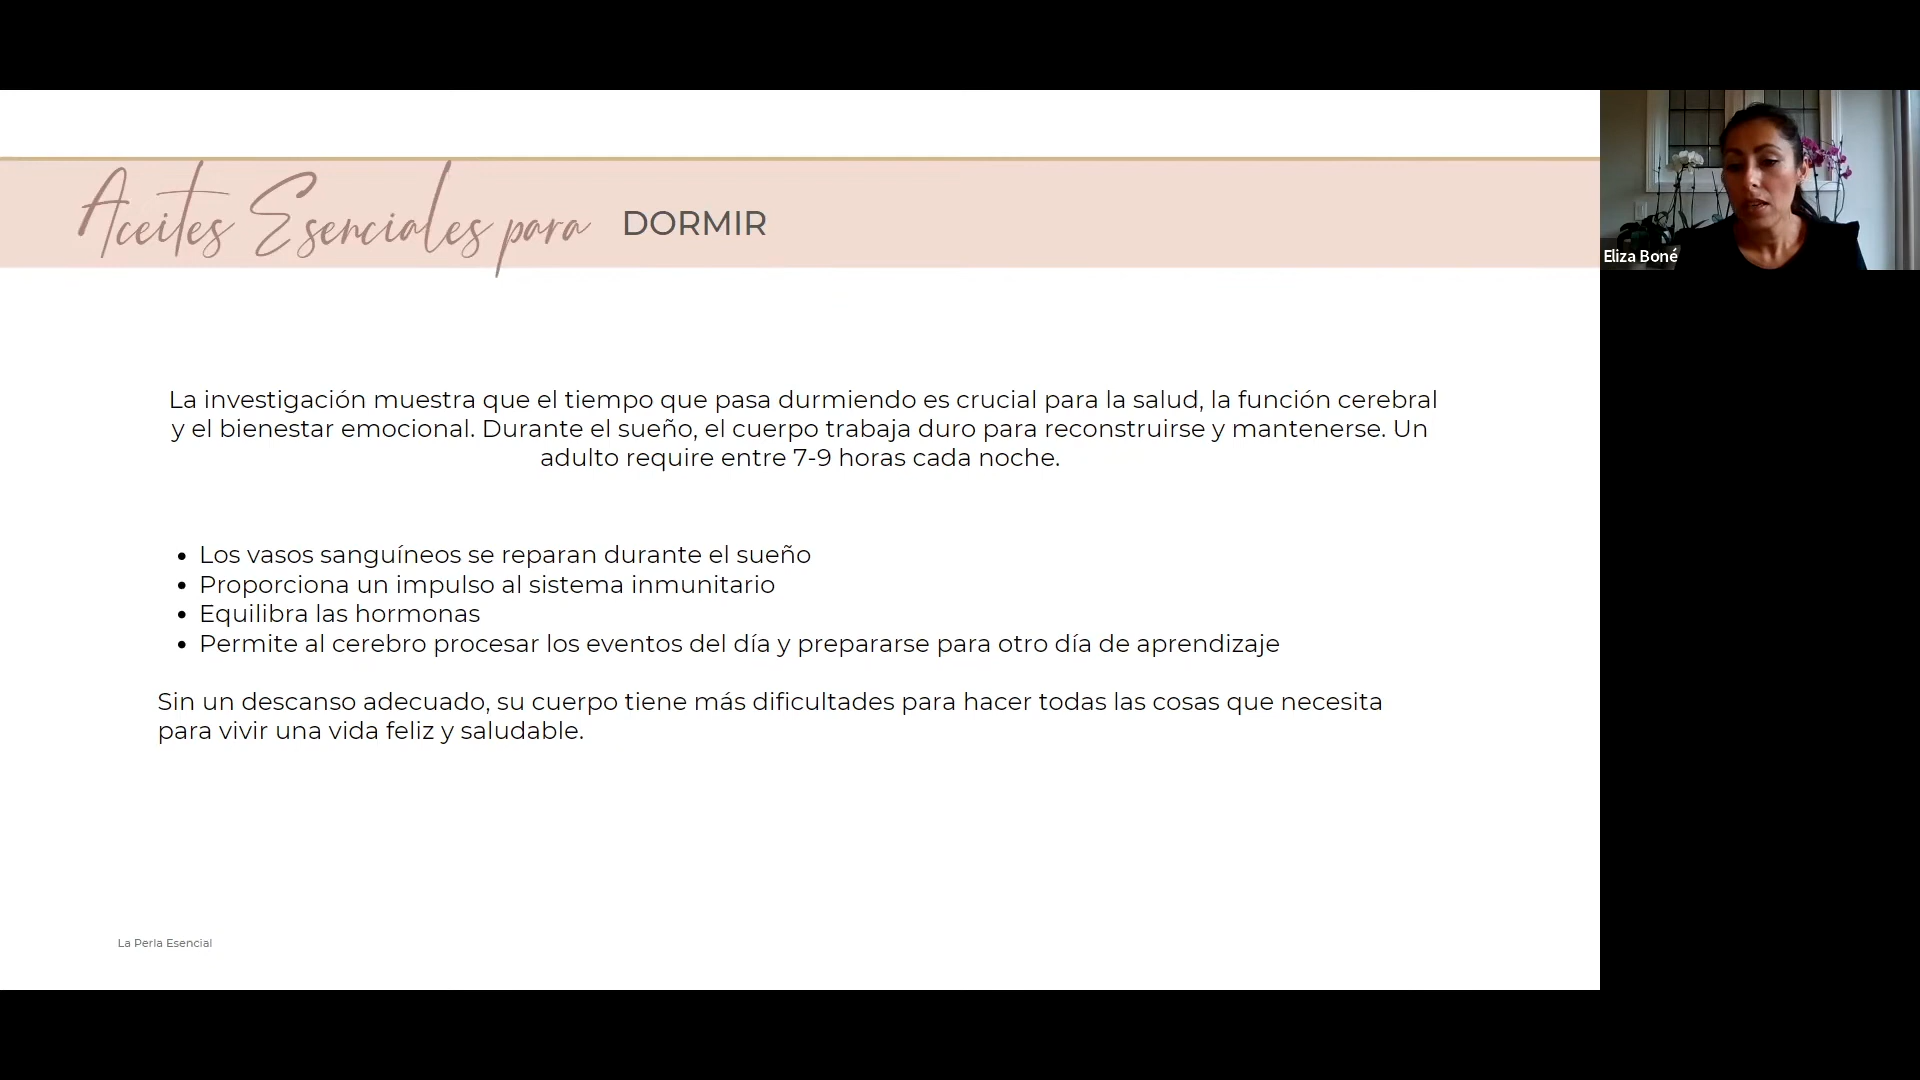 Aceites Esenciales para DORMIR
Eliza Boné
La investigación muestra que el tiempo que pasa durmiendo es crucial para la salud, la función cerebral
y el bienestar emocional. Durante el sueño, el cuerpo trabaja duro para reconstruirse y mantenerse. Un
adulto require entre 7-9 horas cada noche.
• Los vasos sanguíneos se reparan durante el sueño
• Proporciona un impulso al sistema inmunitario
• Equilibra las hormonas
• Permite al cerebro procesar los eventos del día y prepararse para otro día de aprendizaje
Sin un descanso adecuado, su cuerpo tiene más dificultades para hacer todas las cosas que necesita
para vivir una vida feliz y saludable.
La Perla Esencial